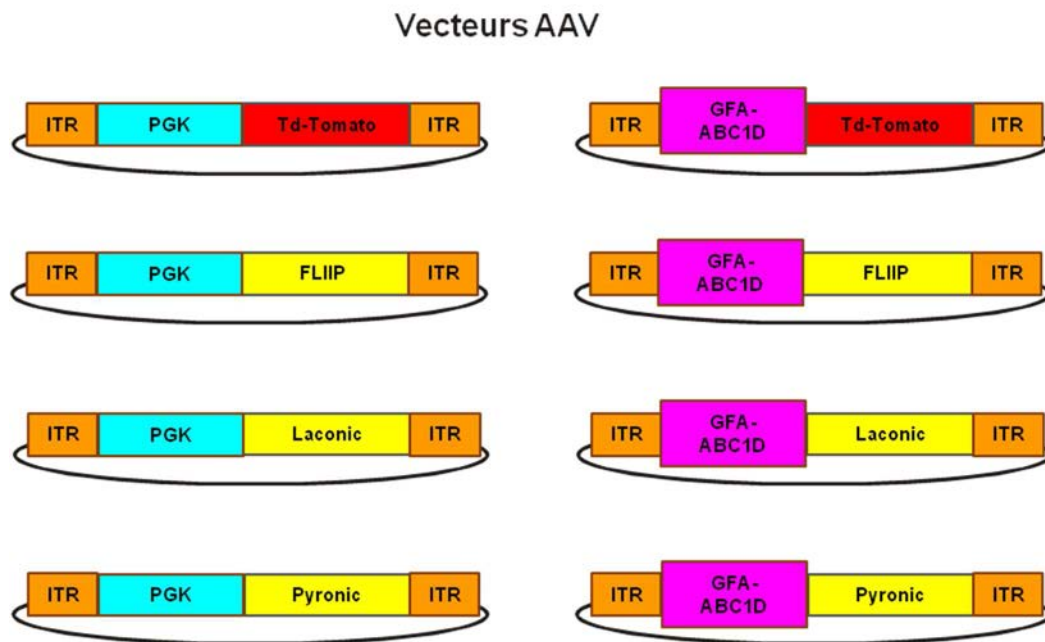 Vecteurs AAV
ITR PGK Td-Tomato ITR
ITR GFA-ABC1D Td-Tomato ITR
ITR PGK FLIIP ITR
ITR GFA-ABC1D FLIIP ITR
ITR PGK Laconic ITR
ITR GFA-ABC1D Laconic ITR
ITR PGK Pyronic ITR
ITR GFA-ABC1D Pyronic ITR